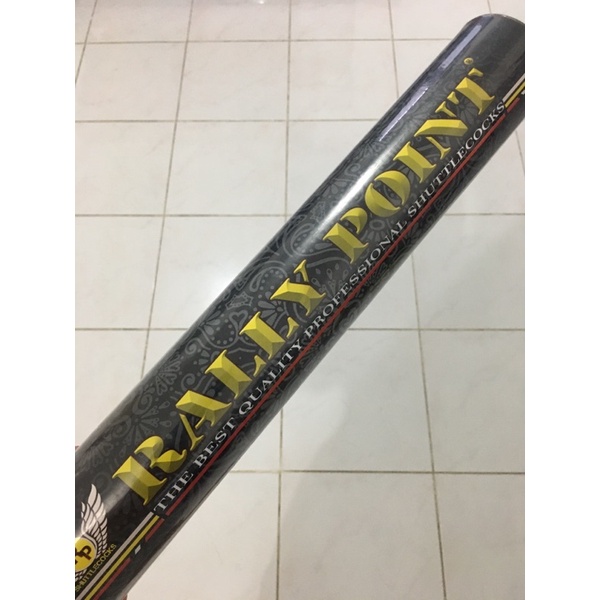 RALLY POINT
THE BEST QUALITY PROFESSIONAL SHUTTLECOCKS